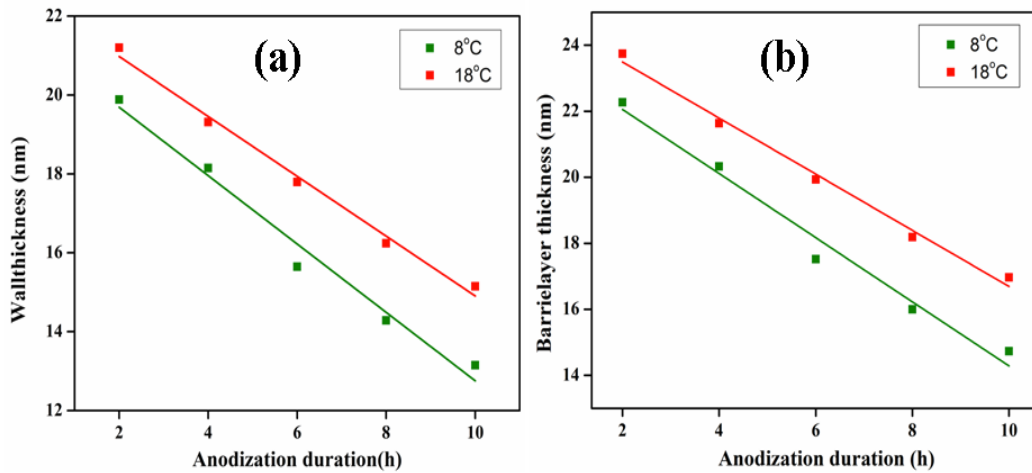 (a)
8°C
18°C
Wallthickness (nm)
22
20
18
16
14
12
2 4 6 8 10
Anodization duration(h)
(b)
8°C
18°C
Barrielayer thickness (nm)
24
22
20
18
16
14
2 4 6 8 10
Anodization duration (h)